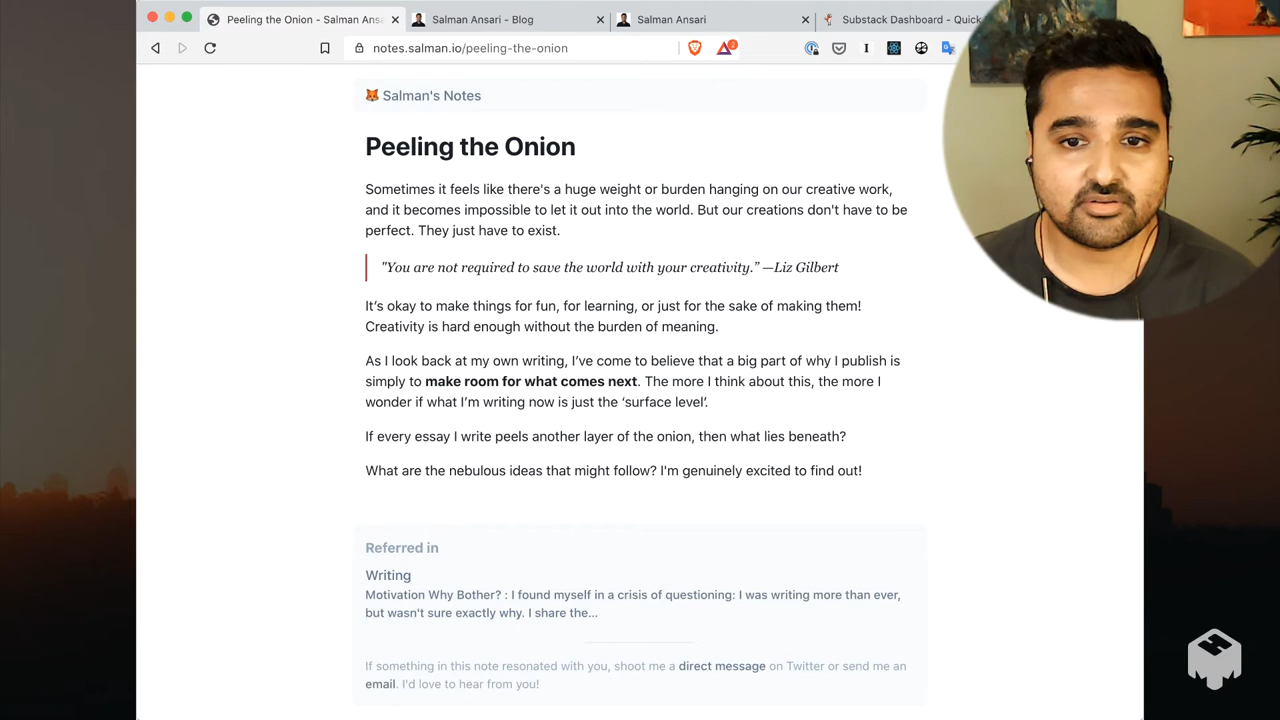 Peeling the Onion - Salman Ansa
Salman Ansari - Blog
Salman Ansari
Substack Dashboard - Quick
notes.salman.io/peeling-the-onion
2
I
🦊 Salman's Notes
Peeling the Onion
Sometimes it feels like there's a huge weight or burden hanging on our creative work,
and it becomes impossible to let it out into the world. But our creations don't have to be
perfect. They just have to exist.
"You are not required to save the world with your creativity.” —Liz Gilbert
It’s okay to make things for fun, for learning, or just for the sake of making them!
Creativity is hard enough without the burden of meaning.
As I look back at my own writing, I’ve come to believe that a big part of why I publish is
simply to make room for what comes next. The more I think about this, the more I
wonder if what I’m writing now is just the ‘surface level’.
If every essay I write peels another layer of the onion, then what lies beneath?
What are the nebulous ideas that might follow? I'm genuinely excited to find out!
Referred in
Writing
Motivation Why Bother? : I found myself in a crisis of questioning: I was writing more than ever,
but wasn't sure exactly why. I share the...
If something in this note resonated with you, shoot me a direct message on Twitter or send me an
email. I'd love to hear from you!